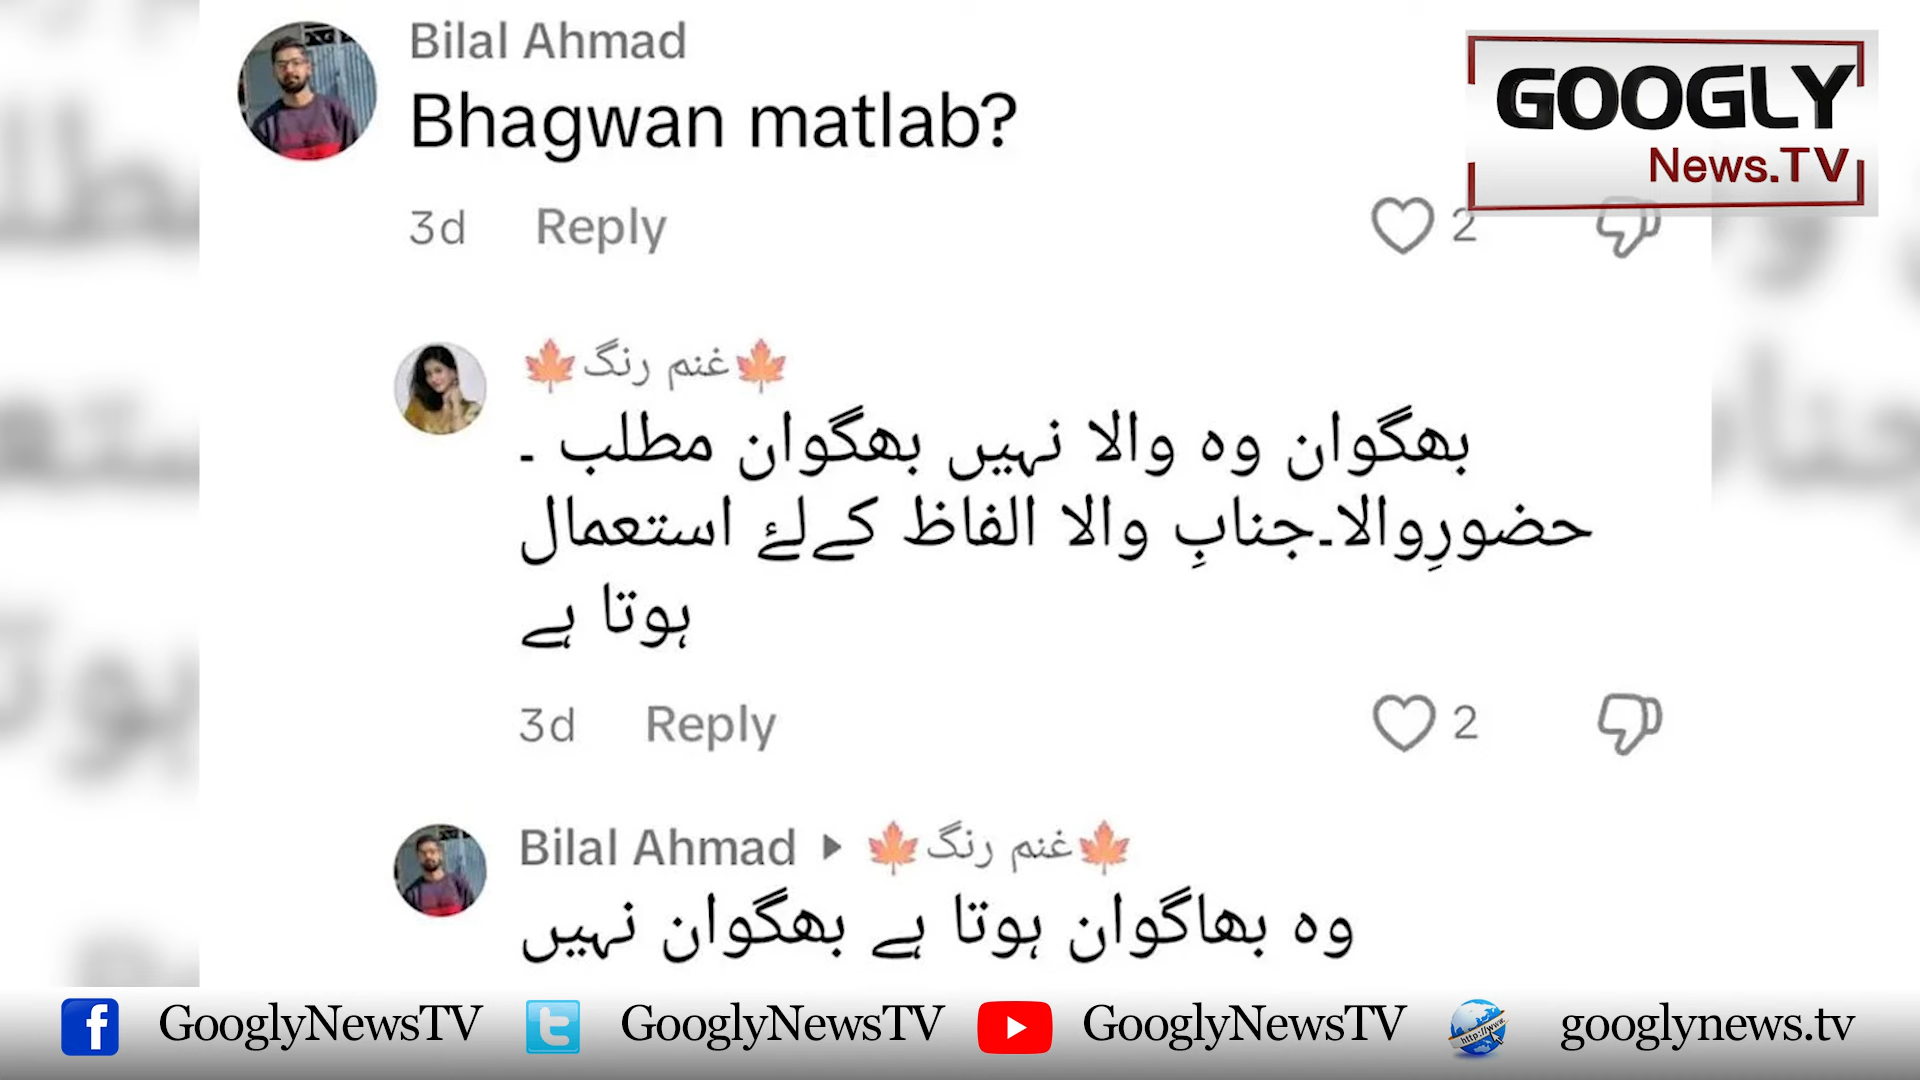 Bilal Ahmad
Bhagwan matlab?
3d Reply 2
GOOGLY
News.TV
🍁غنم رنگ🍁
بھگوان وہ والا نہیں بھگوان مطلب ۔
حضورِوالا۔جنابِ والا الفاظ کےلئے استعمال
ہوتا ہے
3d Reply 2
Bilal Ahmad ▸ 🍁غنم رنگ🍁
وہ بھاگوان ہوتا ہے بھگوان نہیں
GooglyNewsTV GooglyNewsTV GooglyNewsTV http://www. googlynews.tv